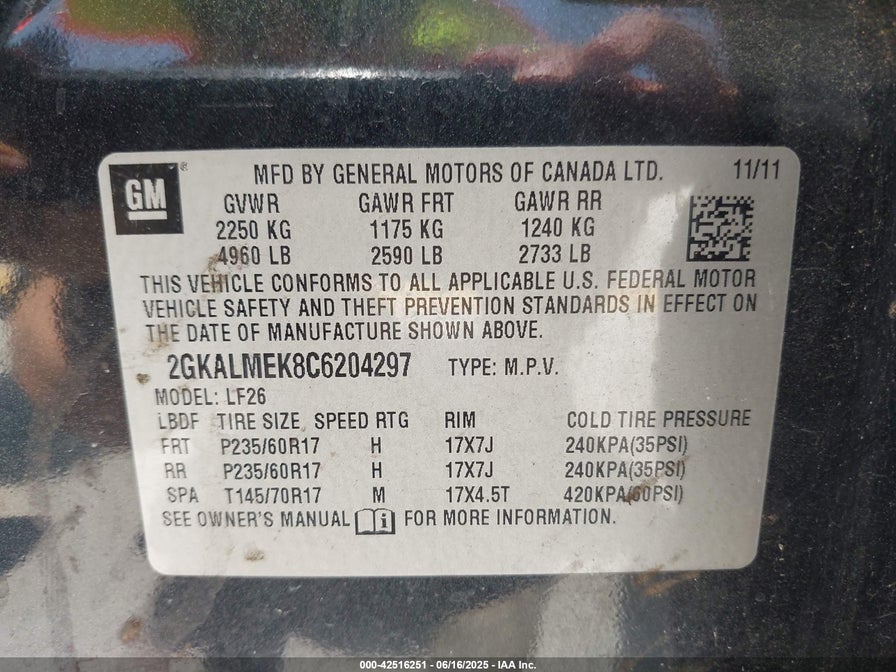 GM
MFD BY GENERAL MOTORS OF CANADA LTD. 11/11
GVWR GAWR FRT GAWR RR
2250 KG 1175 KG 1240 KG
4960 LB 2590 LB 2733 LB
THIS VEHICLE CONFORMS TO ALL APPLICABLE U.S. FEDERAL MOTOR
VEHICLE SAFETY AND THEFT PREVENTION STANDARDS IN EFFECT ON
THE DATE OF MANUFACTURE SHOWN ABOVE.
2GKALMEK8C6204297 TYPE: M.P.V.
MODEL: LF26
LBDF TIRE SIZE SPEED RTG RIM COLD TIRE PRESSURE
FRT P235/60R17 H 17X7J 240KPA(35PSI)
RR P235/60R17 H 17X7J 240KPA(35PSI)
SPA T145/70R17 M 17X4.5T 420KPA(60PSI)
SEE OWNER'S MANUAL i FOR MORE INFORMATION.
000-42516251 - 06/16/2025 - IAA Inc.